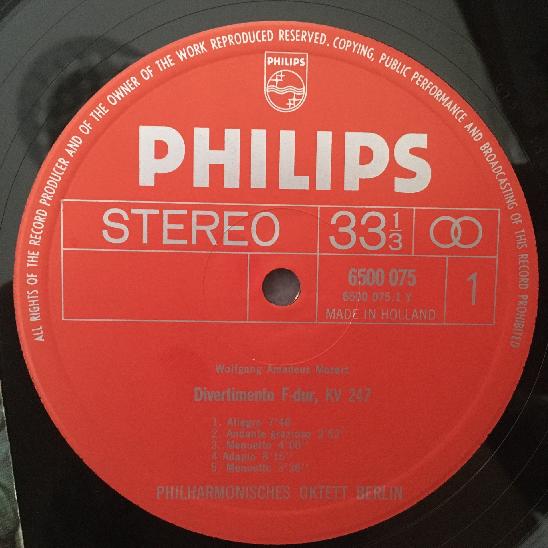 ALL RIGHTS OF THE RECORD PRODUCER AND OF THE OWNER OF THE WORK REPRODUCED RESERVED. COPYING, PUBLIC PERFORMANCE AND BROADCASTING OF THIS RECORD PROHIBITED
PHILIPS
PHILIPS
STEREO
33 1/3
6500 075
6500 075.1 Y
MADE IN HOLLAND
1
Wolfgang Amadeus Mozart
Divertimento F-dur, KV 247
1. Allegro
2. Andante grazioso
3. Menuetto
4 Adagio
5. Menuetto
PHILHARMONISCHES OKTETT BERLIN